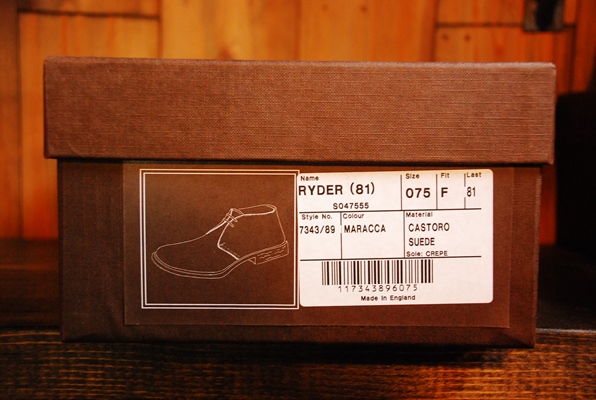 Name Size Fit Last
RYDER (81) 075 F 81
S047555
Style No. Colour Material
7343/89 MARACCA CASTORO
SUEDE
Sole: CREPE
117343896075
Made In England